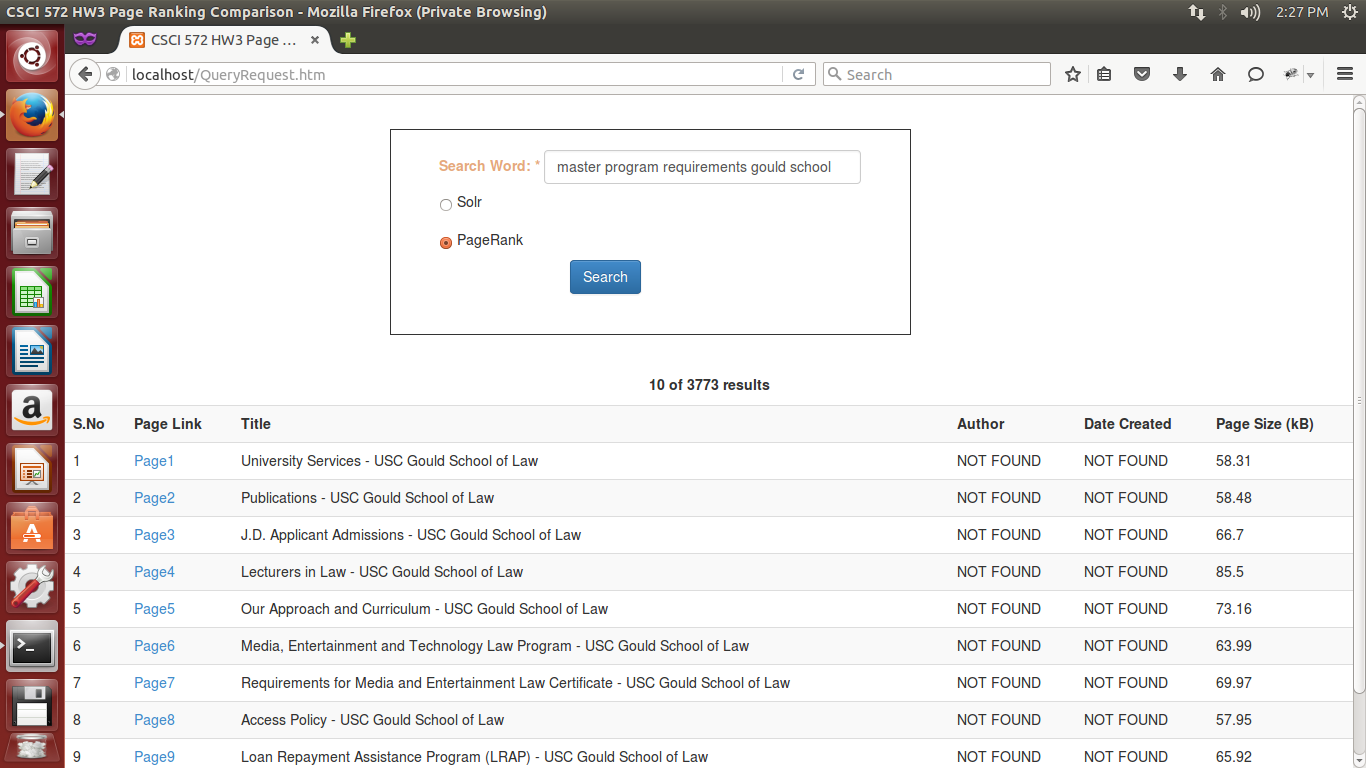 CSCI 572 HW3 Page Ranking Comparison - Mozilla Firefox (Private Browsing)
2:27 PM
CSCI 572 HW3 Page ...
localhost/QueryRequest.htm
Search
Search Word: * master program requirements gould school
Solr
PageRank
Search
10 of 3773 results
S.No Page Link Title Author Date Created Page Size (kB)
1 Page1 University Services - USC Gould School of Law NOT FOUND NOT FOUND 58.31
2 Page2 Publications - USC Gould School of Law NOT FOUND NOT FOUND 58.48
3 Page3 J.D. Applicant Admissions - USC Gould School of Law NOT FOUND NOT FOUND 66.7
4 Page4 Lecturers in Law - USC Gould School of Law NOT FOUND NOT FOUND 85.5
5 Page5 Our Approach and Curriculum - USC Gould School of Law NOT FOUND NOT FOUND 73.16
6 Page6 Media, Entertainment and Technology Law Program - USC Gould School of Law NOT FOUND NOT FOUND 63.99
7 Page7 Requirements for Media and Entertainment Law Certificate - USC Gould School of Law NOT FOUND NOT FOUND 69.97
8 Page8 Access Policy - USC Gould School of Law NOT FOUND NOT FOUND 57.95
9 Page9 Loan Repayment Assistance Program (LRAP) - USC Gould School of Law NOT FOUND NOT FOUND 65.92